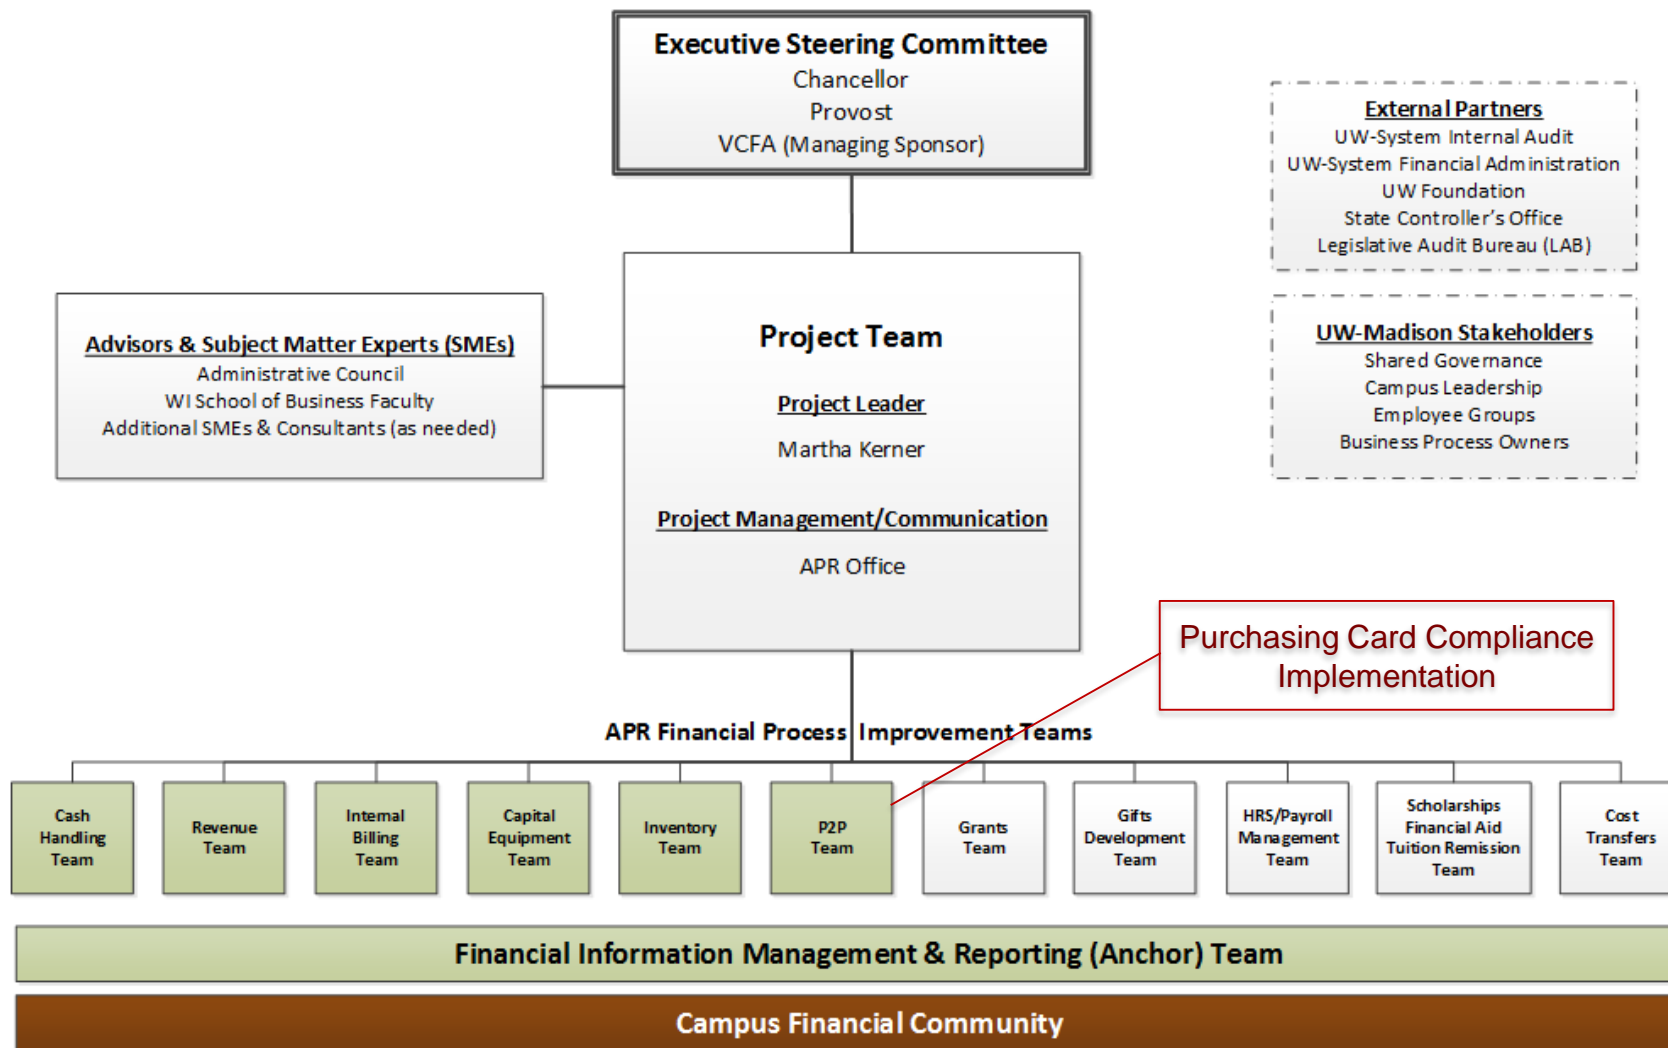 Executive Steering Committee
Chancellor
Provost
VCFA (Managing Sponsor)
External Partners
UW-System Internal Audit
UW-System Financial Administration
UW Foundation
State Controller's Office
Legislative Audit Bureau (LAB)
Advisors & Subject Matter Experts (SMEs)
Administrative Council
WI School of Business Faculty
Additional SMEs & Consultants (as needed)
Project Team
Project Leader
Martha Kerner
Project Management/Communication
APR Office
UW-Madison Stakeholders
Shared Governance
Campus Leadership
Employee Groups
Business Process Owners
Purchasing Card Compliance
Implementation
APR Financial Process Improvement Teams
Cash
Handling
Team
Revenue
Team
Internal
Billing
Team
Capital
Equipment
Team
Inventory
Team
P2P
Team
Grants
Team
Gifts
Development
Team
HRS/Payroll
Management
Team
Scholarships
Financial Aid
Tuition Remission
Team
Cost
Transfers
Team
Financial Information Management & Reporting (Anchor) Team
Campus Financial Community